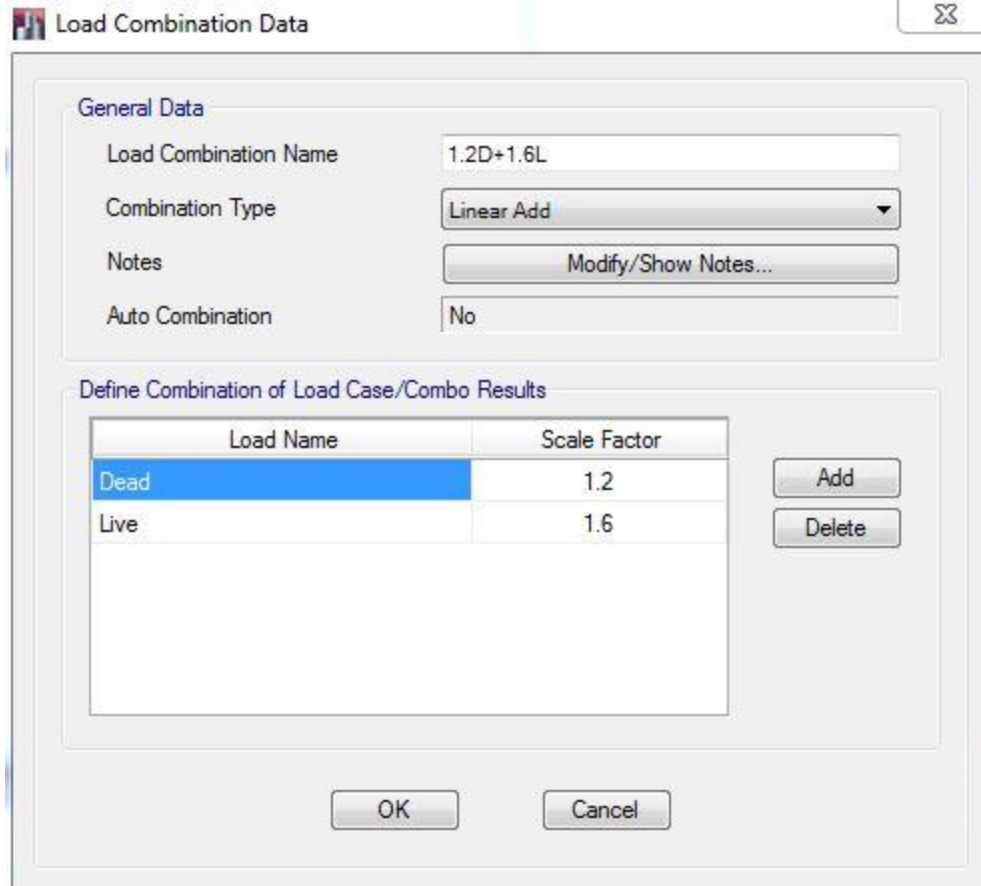 Load Combination Data
General Data
Load Combination Name 1.2D+1.6L
Combination Type Linear Add
Notes Modify/Show Notes...
Auto Combination No
Define Combination of Load Case/Combo Results
Load Name Scale Factor
Dead 1.2 Add
Live 1.6 Delete
OK Cancel